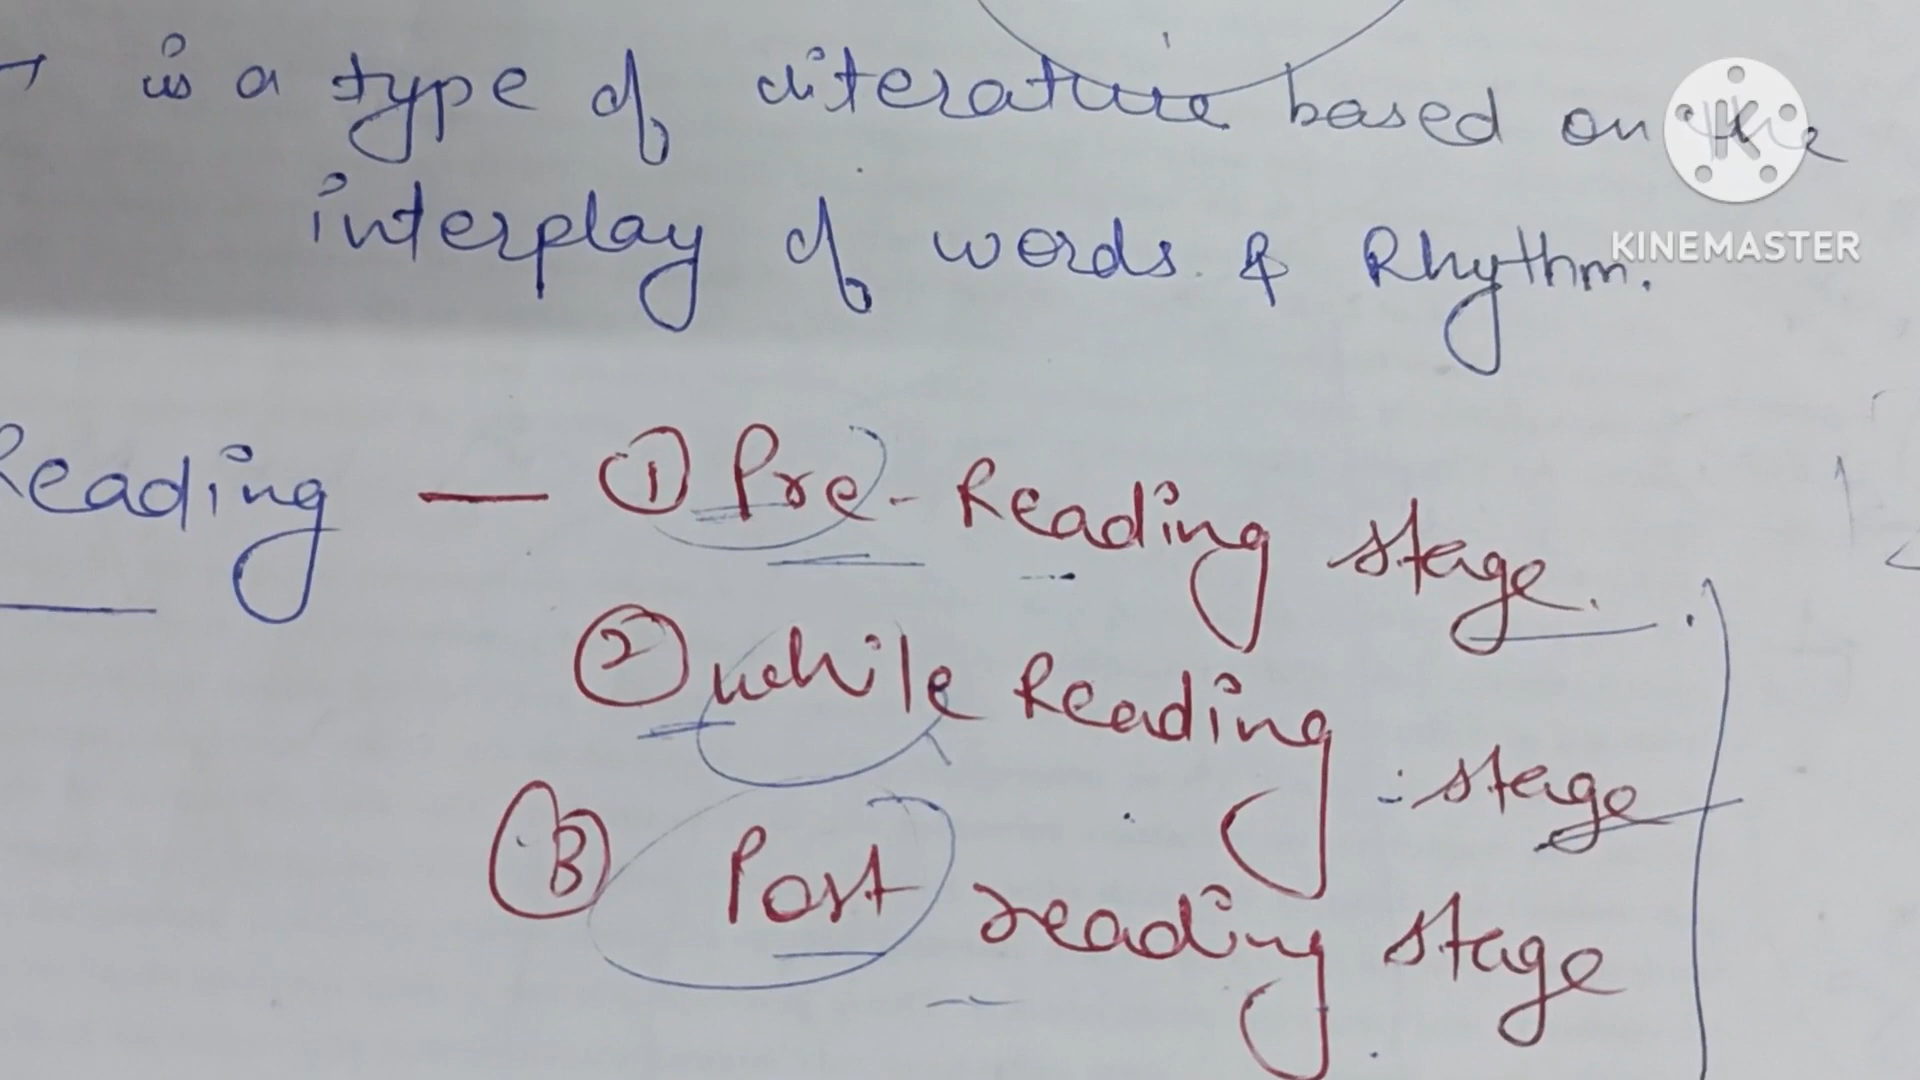 → is a type of literature based on the
interplay of words & Rhythm.
KINEMASTER
Reading — ① Pre-Reading stage.
② while Reading stage
③ Post reading stage